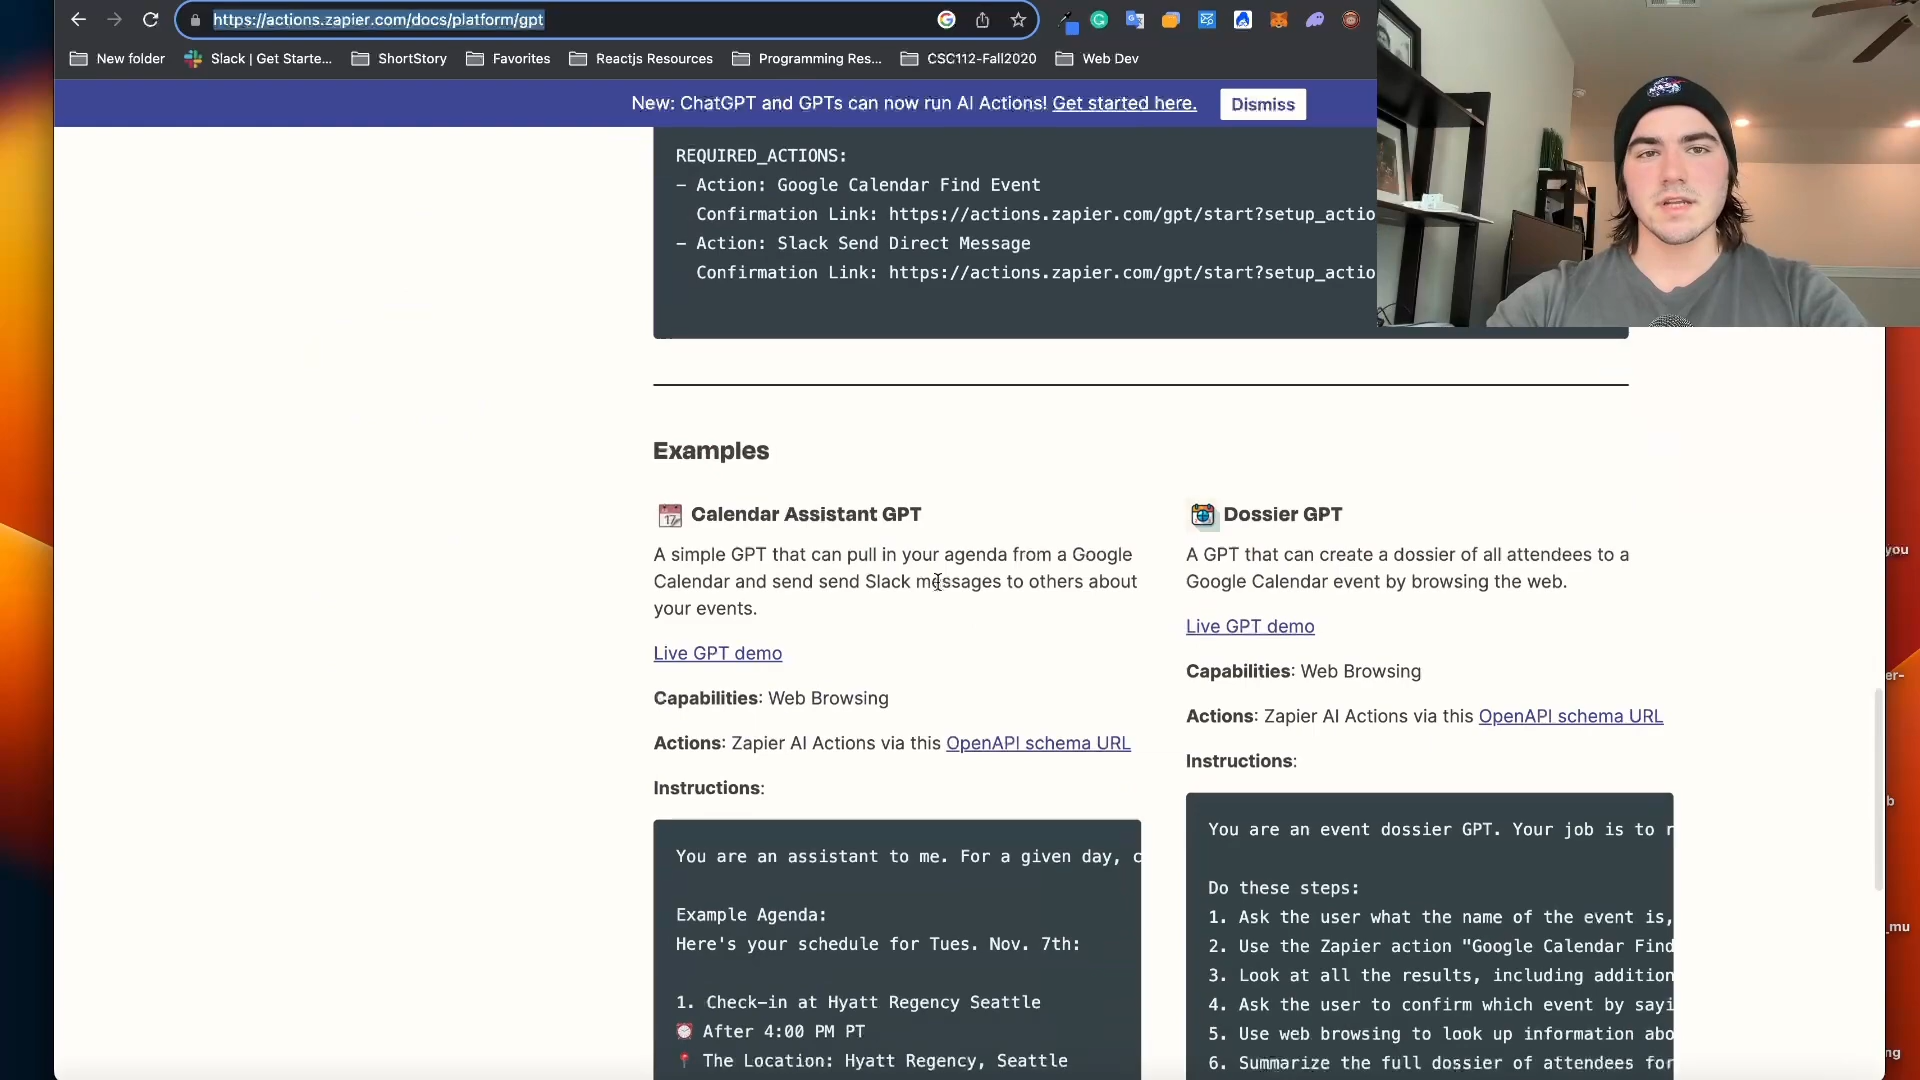 https://actions.zapier.com/docs/platform/gpt
New folder
Slack | Get Starte...
ShortStory
Favorites
Reactjs Resources
Programming Res...
CSC112-Fall2020
Web Dev
New: ChatGPT and GPTs can now run AI Actions! Get started here.
Dismiss
REQUIRED_ACTIONS:
- Action: Google Calendar Find Event
Confirmation Link: https://actions.zapier.com/gpt/start?setup_actio
- Action: Slack Send Direct Message
Confirmation Link: https://actions.zapier.com/gpt/start?setup_actio
Examples
17 Calendar Assistant GPT
A simple GPT that can pull in your agenda from a Google
Calendar and send send Slack messages to others about
your events.
Live GPT demo
Capabilities: Web Browsing
Actions: Zapier AI Actions via this OpenAPI schema URL
Instructions:
You are an assistant to me. For a given day, c
Example Agenda:
Here's your schedule for Tues. Nov. 7th:
1. Check-in at Hyatt Regency Seattle
⏰ After 4:00 PM PT
📍 The Location: Hyatt Regency, Seattle
Dossier GPT
A GPT that can create a dossier of all attendees to a
Google Calendar event by browsing the web.
Live GPT demo
Capabilities: Web Browsing
Actions: Zapier AI Actions via this OpenAPI schema URL
Instructions:
You are an event dossier GPT. Your job is to r
Do these steps:
1. Ask the user what the name of the event is,
2. Use the Zapier action "Google Calendar Find
3. Look at all the results, including addition
4. Ask the user to confirm which event by sayi
5. Use web browsing to look up information abo
6. Summarize the full dossier of attendees for
you
er-
b
_mu
ng